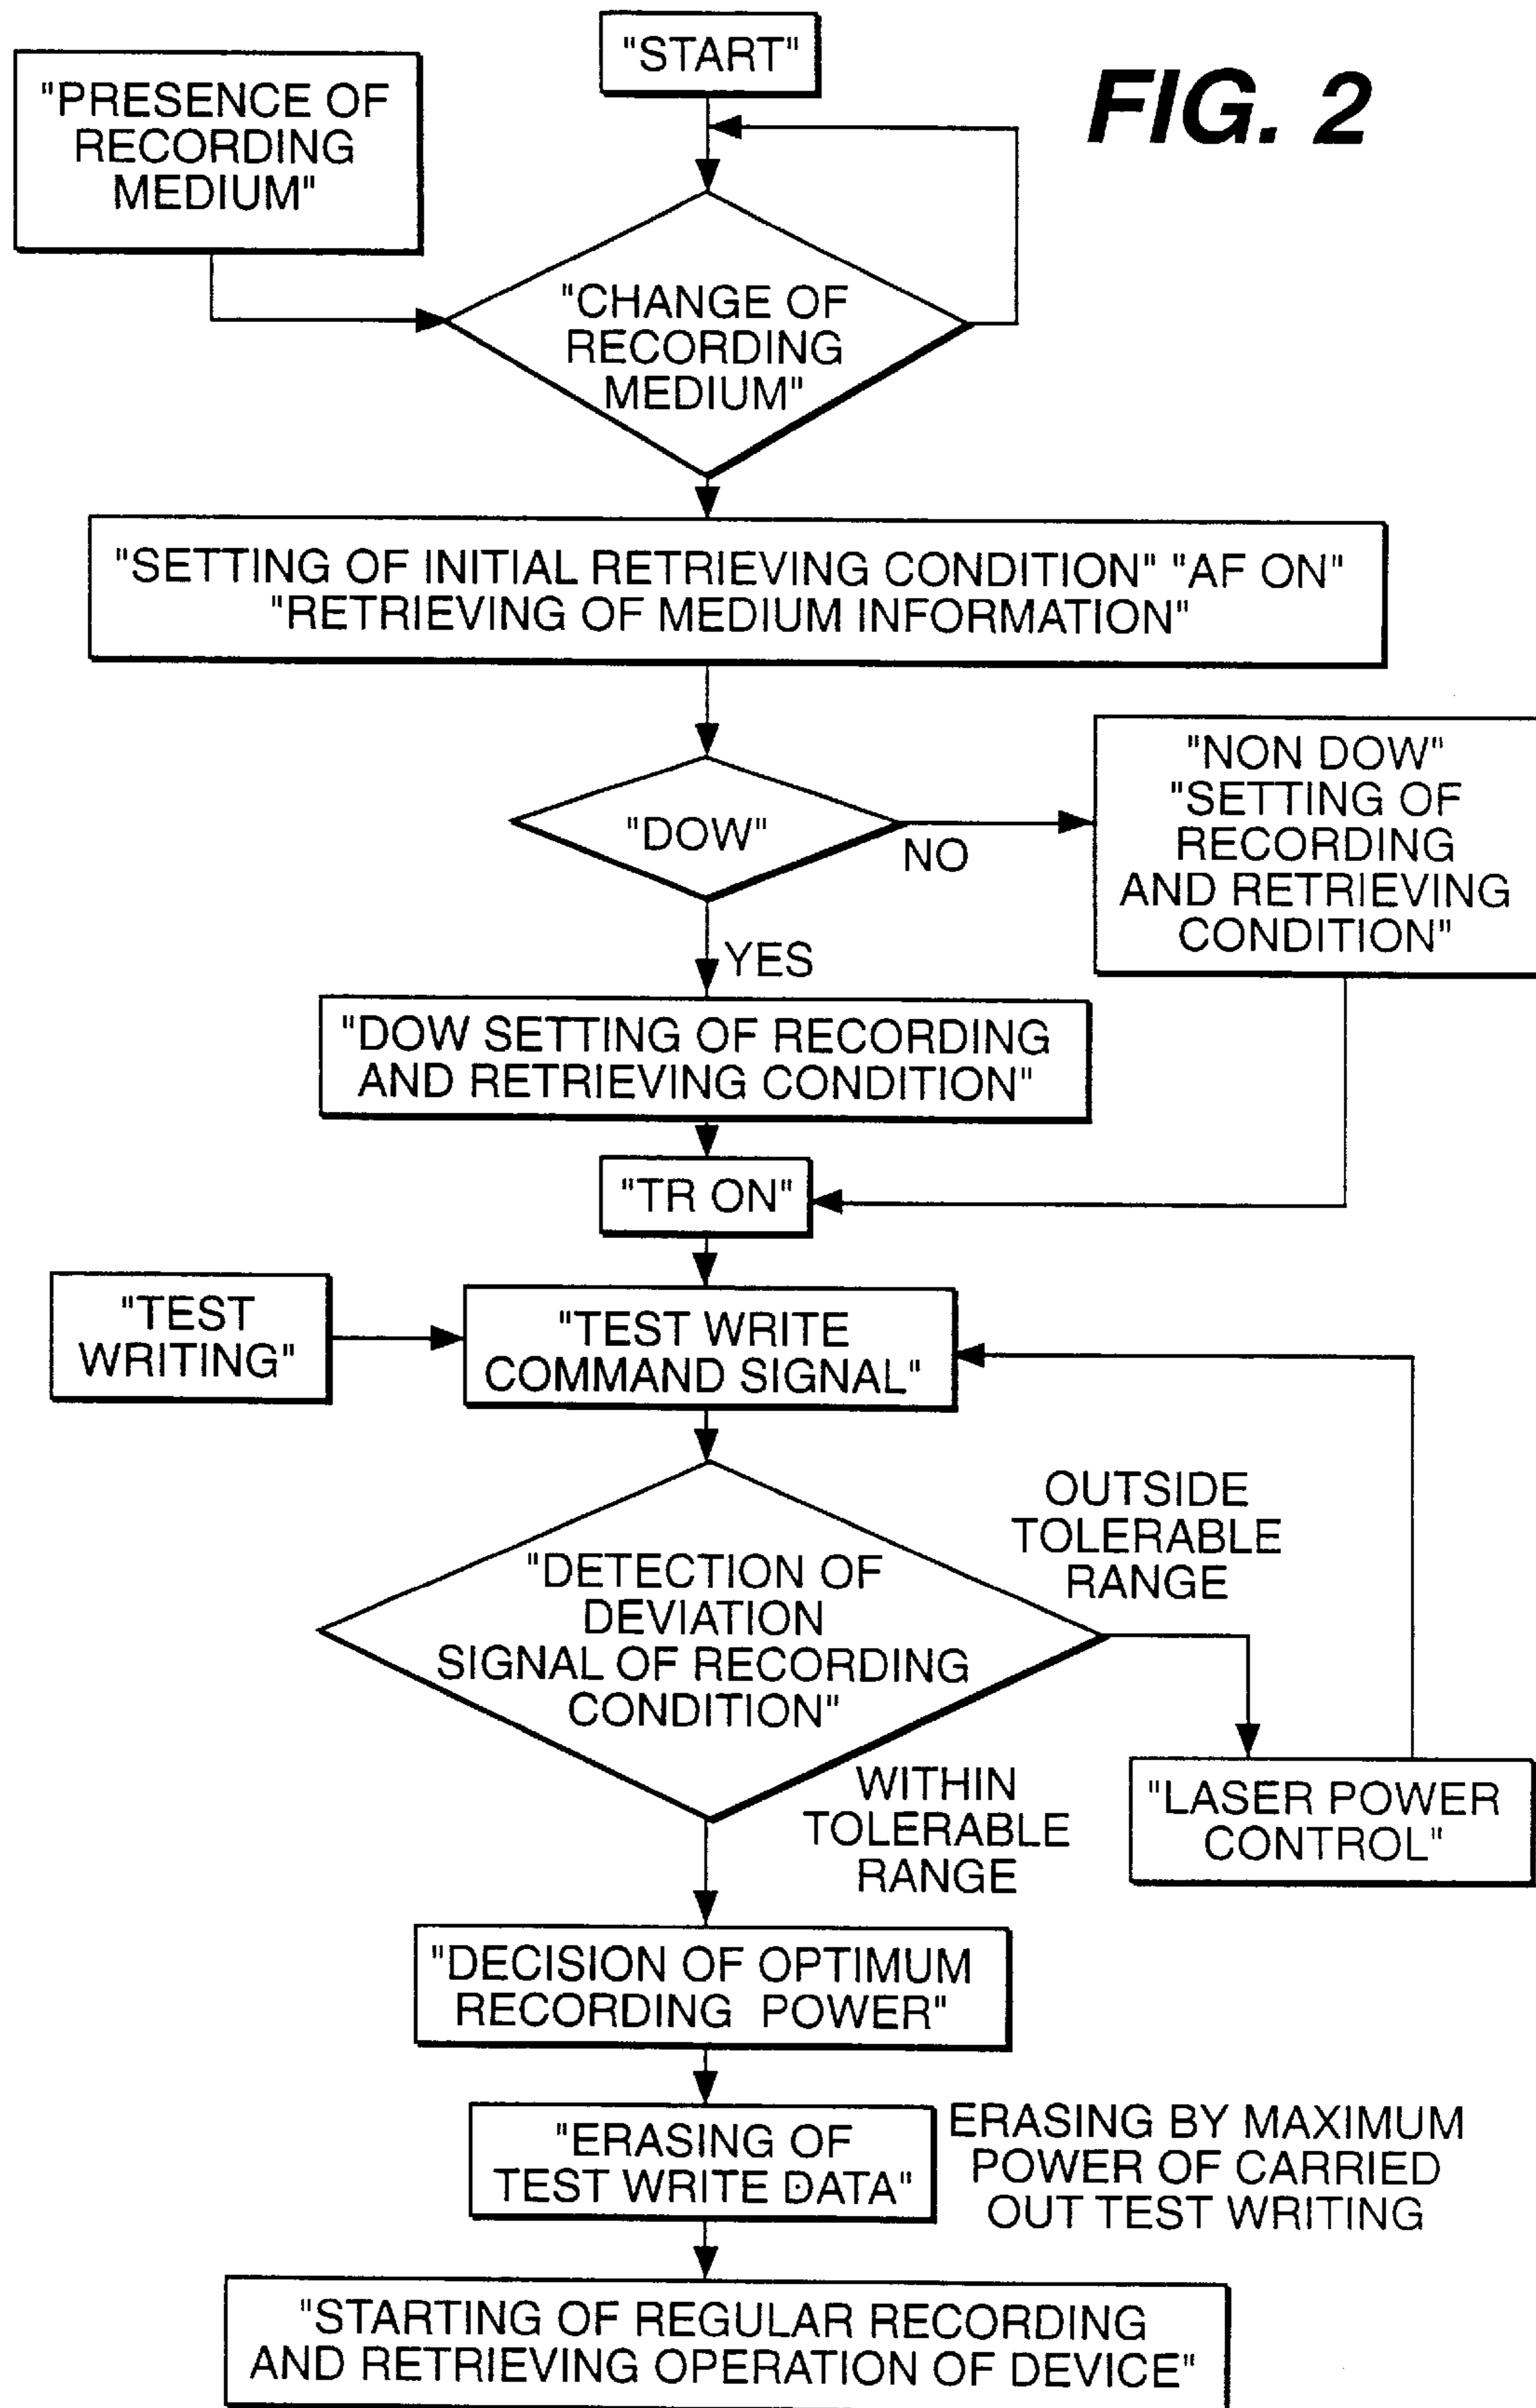 "START"
FIG. 2
"PRESENCE OF
RECORDING
MEDIUM"
"CHANGE OF
RECORDING
MEDIUM"
"SETTING OF INITIAL RETRIEVING CONDITION" "AF ON"
"RETRIEVING OF MEDIUM INFORMATION"
"DOW"
NO
"NON DOW"
"SETTING OF
RECORDING
AND RETRIEVING
CONDITION"
YES
"DOW SETTING OF RECORDING
AND RETRIEVING CONDITION"
"TR ON"
"TEST
WRITING"
"TEST WRITE
COMMAND SIGNAL"
"DETECTION OF
DEVIATION
SIGNAL OF RECORDING
CONDITION"
OUTSIDE
TOLERABLE
RANGE
"LASER POWER
CONTROL"
WITHIN
TOLERABLE
RANGE
"DECISION OF OPTIMUM
RECORDING POWER"
"ERASING OF
TEST WRITE DATA"
ERASING BY MAXIMUM
POWER OF CARRIED
OUT TEST WRITING
"STARTING OF REGULAR RECORDING
AND RETRIEVING OPERATION OF DEVICE"